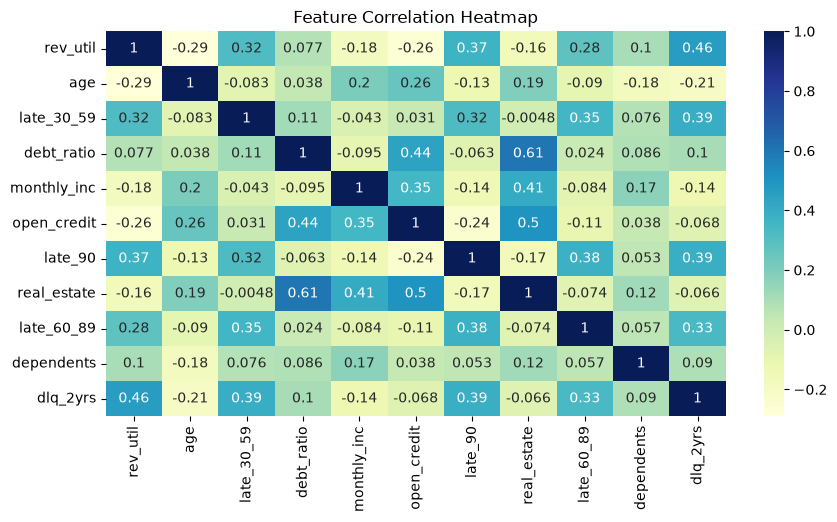 Feature Correlation Heatmap
rev_util 1 -0.29 0.32 0.077 -0.18 -0.26 0.37 -0.16 0.28 0.1 0.46
age -0.29 1 -0.083 0.038 0.2 0.26 -0.13 0.19 -0.09 -0.18 -0.21
late_30_59 0.32 -0.083 1 0.11 -0.043 0.031 0.32 -0.0048 0.35 0.076 0.39
debt_ratio 0.077 0.038 0.11 1 -0.095 0.44 -0.063 0.61 0.024 0.086 0.1
monthly_inc -0.18 0.2 -0.043 -0.095 1 0.35 -0.14 0.41 -0.084 0.17 -0.14
open_credit -0.26 0.26 0.031 0.44 0.35 1 -0.24 0.5 -0.11 0.038 -0.068
late_90 0.37 -0.13 0.32 -0.063 -0.14 -0.24 1 -0.17 0.38 0.053 0.39
real_estate -0.16 0.19 -0.0048 0.61 0.41 0.5 -0.17 1 -0.074 0.12 -0.066
late_60_89 0.28 -0.09 0.35 0.024 -0.084 -0.11 0.38 -0.074 1 0.057 0.33
dependents 0.1 -0.18 0.076 0.086 0.17 0.038 0.053 0.12 0.057 1 0.09
dlq_2yrs 0.46 -0.21 0.39 0.1 -0.14 -0.068 0.39 -0.066 0.33 0.09 1
rev_util
age
late_30_59
debt_ratio
monthly_inc
open_credit
late_90
real_estate
late_60_89
dependents
dlq_2yrs
1.0
0.8
0.6
0.4
0.2
0.0
−0.2